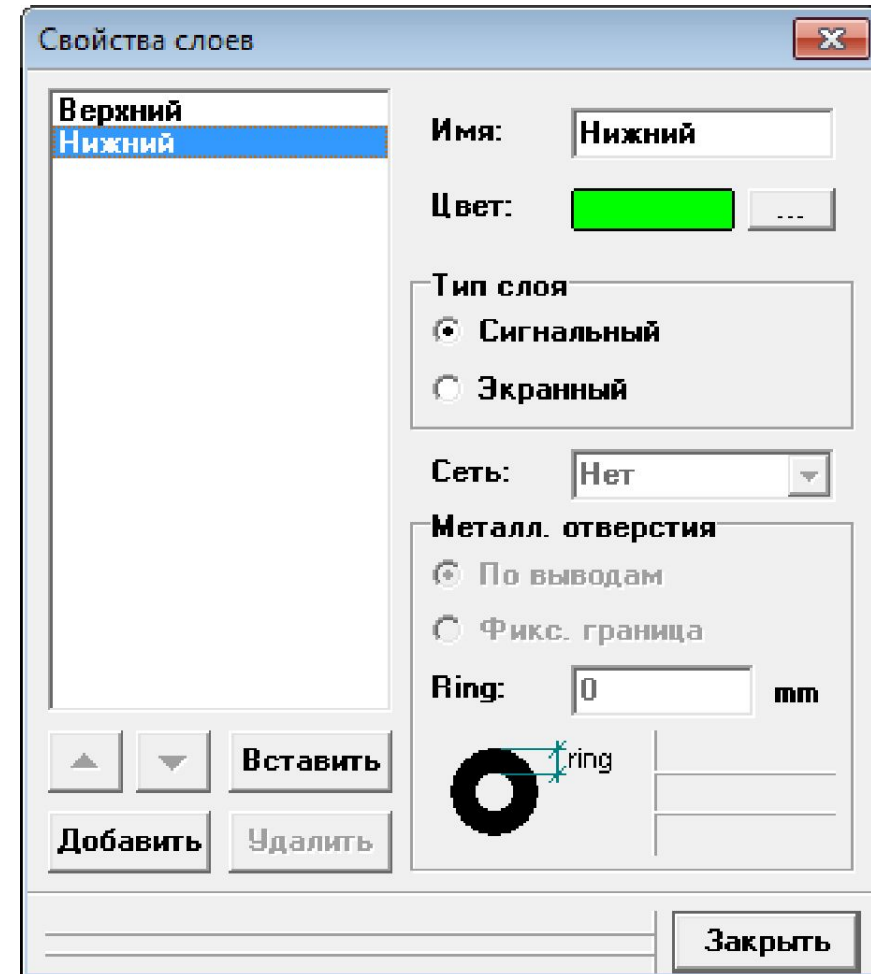 Свойства слоев
Верхний
Нижний
Имя: Нижний
Цвет: ...
Тип слоя
Сигнальный
Экранный
Сеть: Нет
Металл. отверстия
По выводам
Фикс. граница
Ring: 0 mm
ring
Вставить
Добавить Удалить
Закрыть